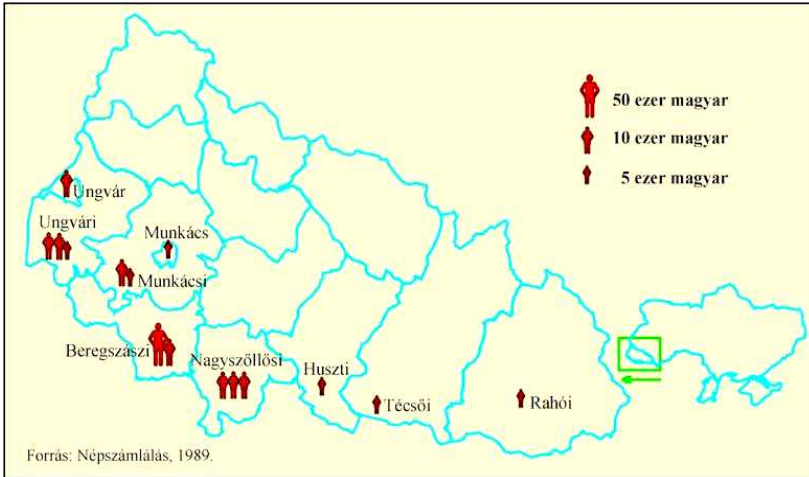 50 ezer magyar
10 ezer magyar
5 ezer magyar
Ungvár
Ungvári
Munkács
Munkácsi
Beregszászi
Nagyszőllősi
Huszti
Técsői
Rahói
Forrás: Népszámlálás, 1989.